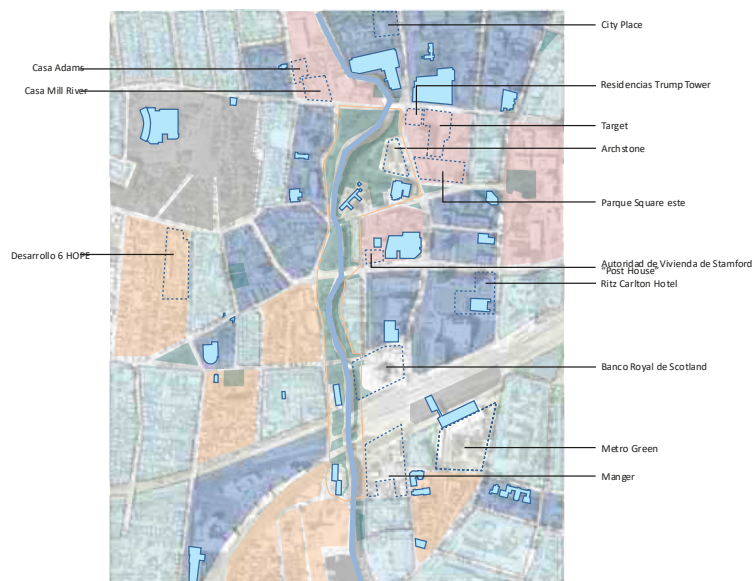 City Place
Casa Adams
Casa Mill River
Residencias Trump Tower
Target
Archstone
Parque Square este
Desarrollo 6 HOPE
Autoridad de Vivienda de Stamford
"Post House"
Ritz Carlton Hotel
Banco Royal de Scotland
Metro Green
Manger